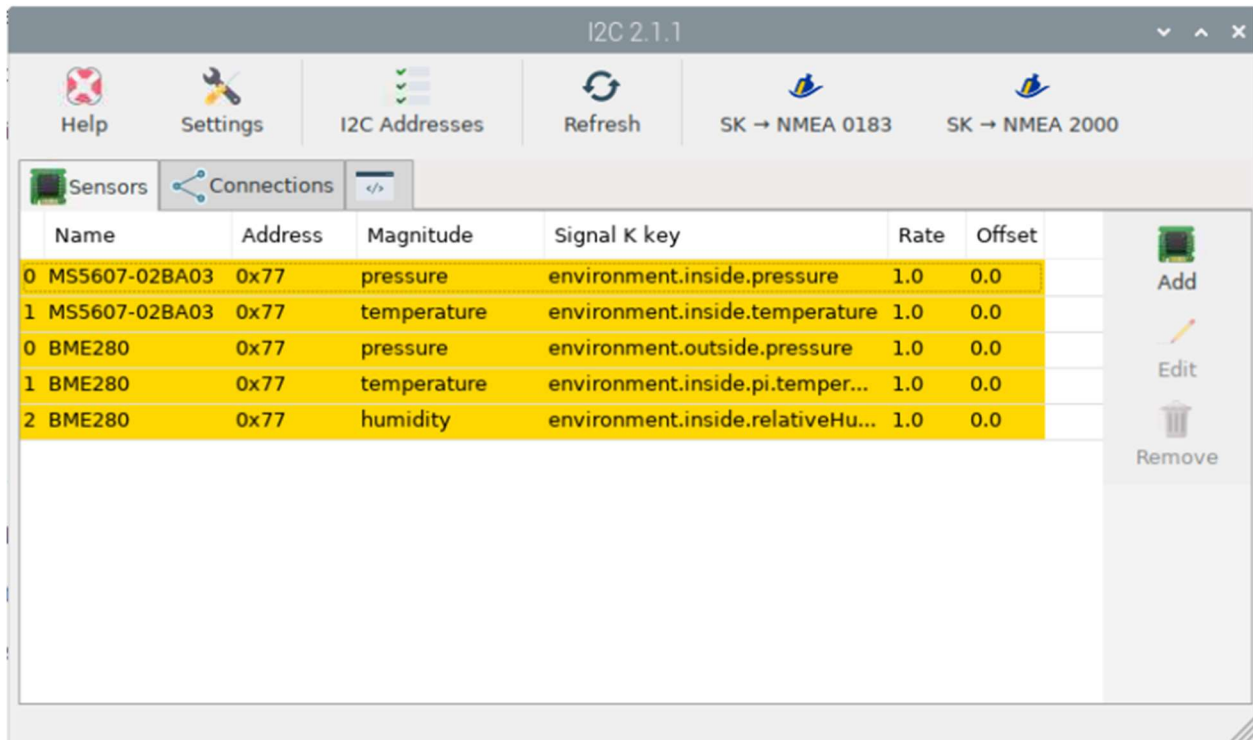 I2C 2.1.1
Help Settings I2C Addresses Refresh SK → NMEA 0183 SK → NMEA 2000
Sensors Connections </>
Name Address Magnitude Signal K key Rate Offset
0 MS5607-02BA03 0x77 pressure environment.inside.pressure 1.0 0.0
1 MS5607-02BA03 0x77 temperature environment.inside.temperature 1.0 0.0
0 BME280 0x77 pressure environment.outside.pressure 1.0 0.0
1 BME280 0x77 temperature environment.inside.pi.temper... 1.0 0.0
2 BME280 0x77 humidity environment.inside.relativeHu... 1.0 0.0
Add
Edit
Remove